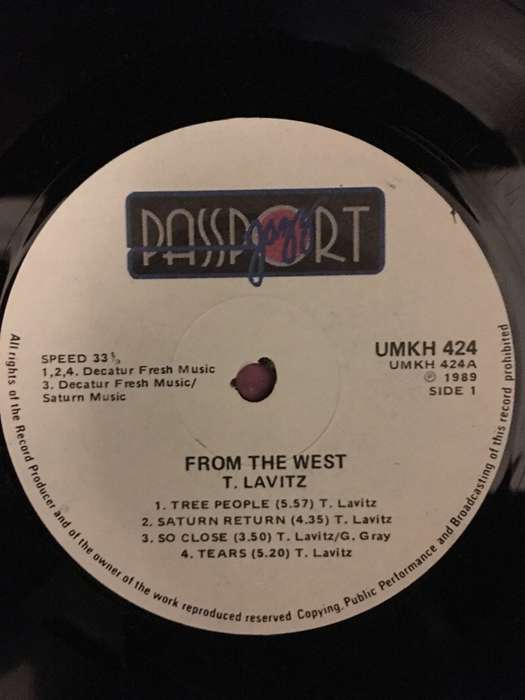 PASSPORT
jazz
SPEED 33⅓
1,2,4. Decatur Fresh Music
3. Decatur Fresh Music/
Saturn Music
UMKH 424
UMKH 424A
℗ 1989
SIDE 1
FROM THE WEST
T. LAVITZ
1. TREE PEOPLE (5.57) T. Lavitz
2. SATURN RETURN (4.35) T. Lavitz
3. SO CLOSE (3.50) T. Lavitz/G. Gray
4. TEARS (5.20) T. Lavitz
All rights of the Record Producer and of the owner of the work reproduced reserved Copying, Public Performance and Broadcasting of this record prohibited